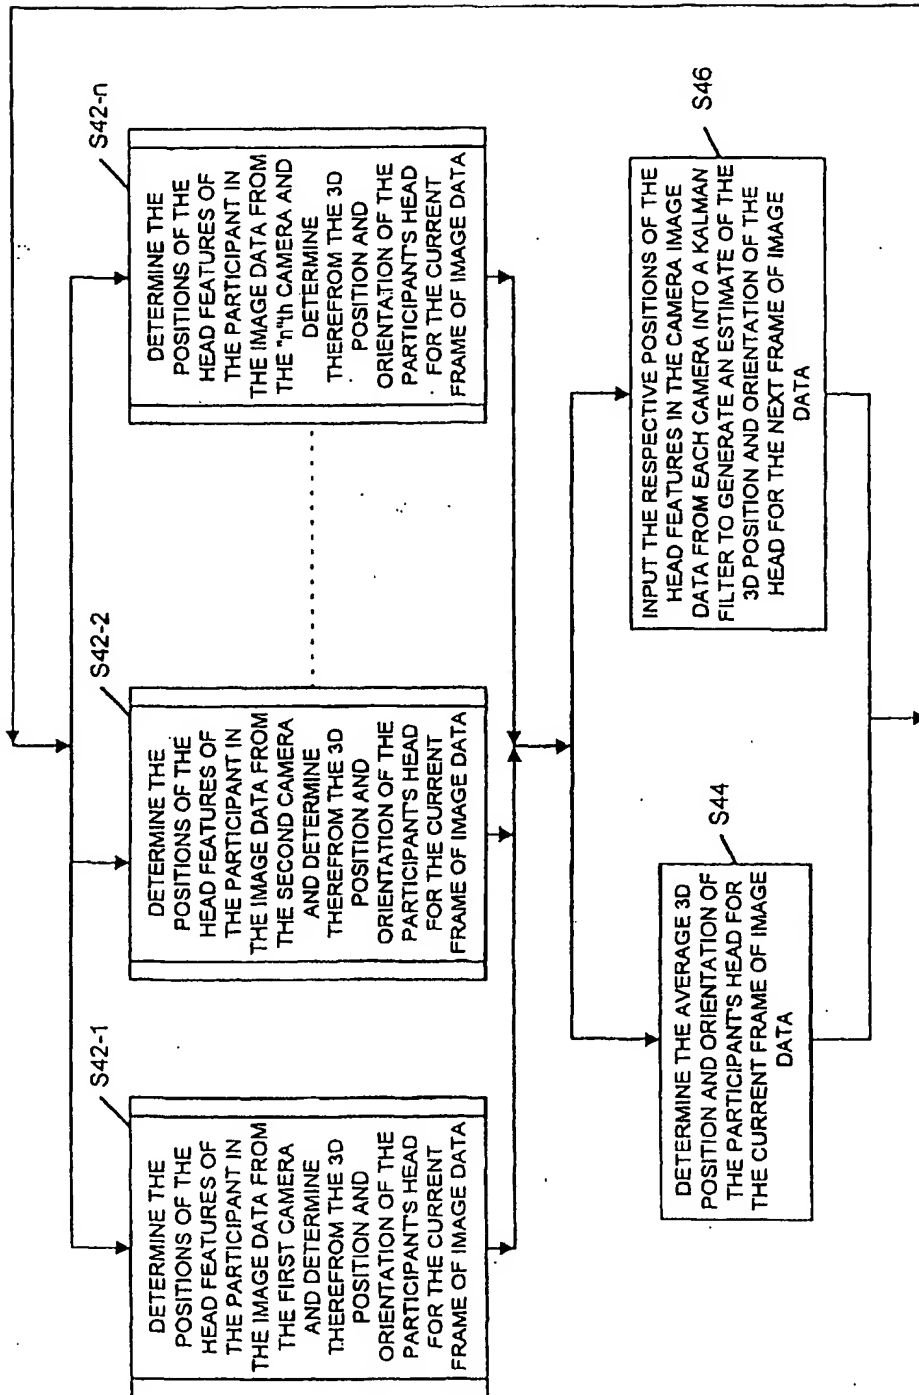 S42-1
DETERMINE THE
POSITIONS OF THE
HEAD FEATURES OF
THE PARTICIPANT IN
THE IMAGE DATA FROM
THE FIRST CAMERA
AND DETERMINE
THEREFROM THE 3D
POSITION AND
ORIENTATION OF THE
PARTICIPANT'S HEAD
FOR THE CURRENT
FRAME OF IMAGE DATA
S42-2
DETERMINE THE
POSITIONS OF THE
HEAD FEATURES OF
THE PARTICIPANT IN
THE IMAGE DATA FROM
THE SECOND CAMERA
AND DETERMINE
THEREFROM THE 3D
POSITION AND
ORIENTATION OF THE
PARTICIPANT'S HEAD
FOR THE CURRENT
FRAME OF IMAGE DATA
S42-n
DETERMINE THE
POSITIONS OF THE
HEAD FEATURES OF
THE PARTICIPANT IN
THE IMAGE DATA FROM
THE "n"th CAMERA AND
DETERMINE
THEREFROM THE 3D
POSITION AND
ORIENTATION OF THE
PARTICIPANT'S HEAD
FOR THE CURRENT
FRAME OF IMAGE DATA
S44
DETERMINE THE AVERAGE 3D
POSITION AND ORIENTATION OF
THE PARTICIPANT'S HEAD FOR
THE CURRENT FRAME OF IMAGE
DATA
S46
INPUT THE RESPECTIVE POSITIONS OF THE
HEAD FEATURES IN THE CAMERA IMAGE
DATA FROM EACH CAMERA INTO A KALMAN
FILTER TO GENERATE AN ESTIMATE OF THE
3D POSITION AND ORIENTATION OF THE
HEAD FOR THE NEXT FRAME OF IMAGE
DATA